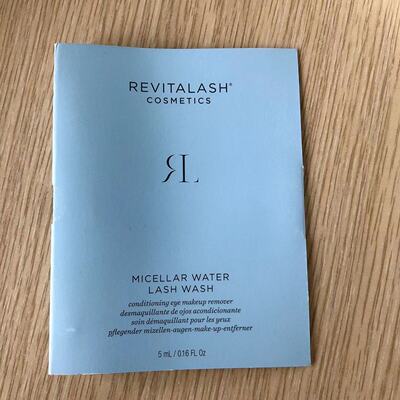 REVITALASH®
COSMETICS
RL
MICELLAR WATER
LASH WASH
conditioning eye makeup remover
desmaquillante de ojos acondicionante
soin démaquillant pour les yeux
pflegender mizellen-augen-make-up-entferner
5 mL / 0.16 FL Oz